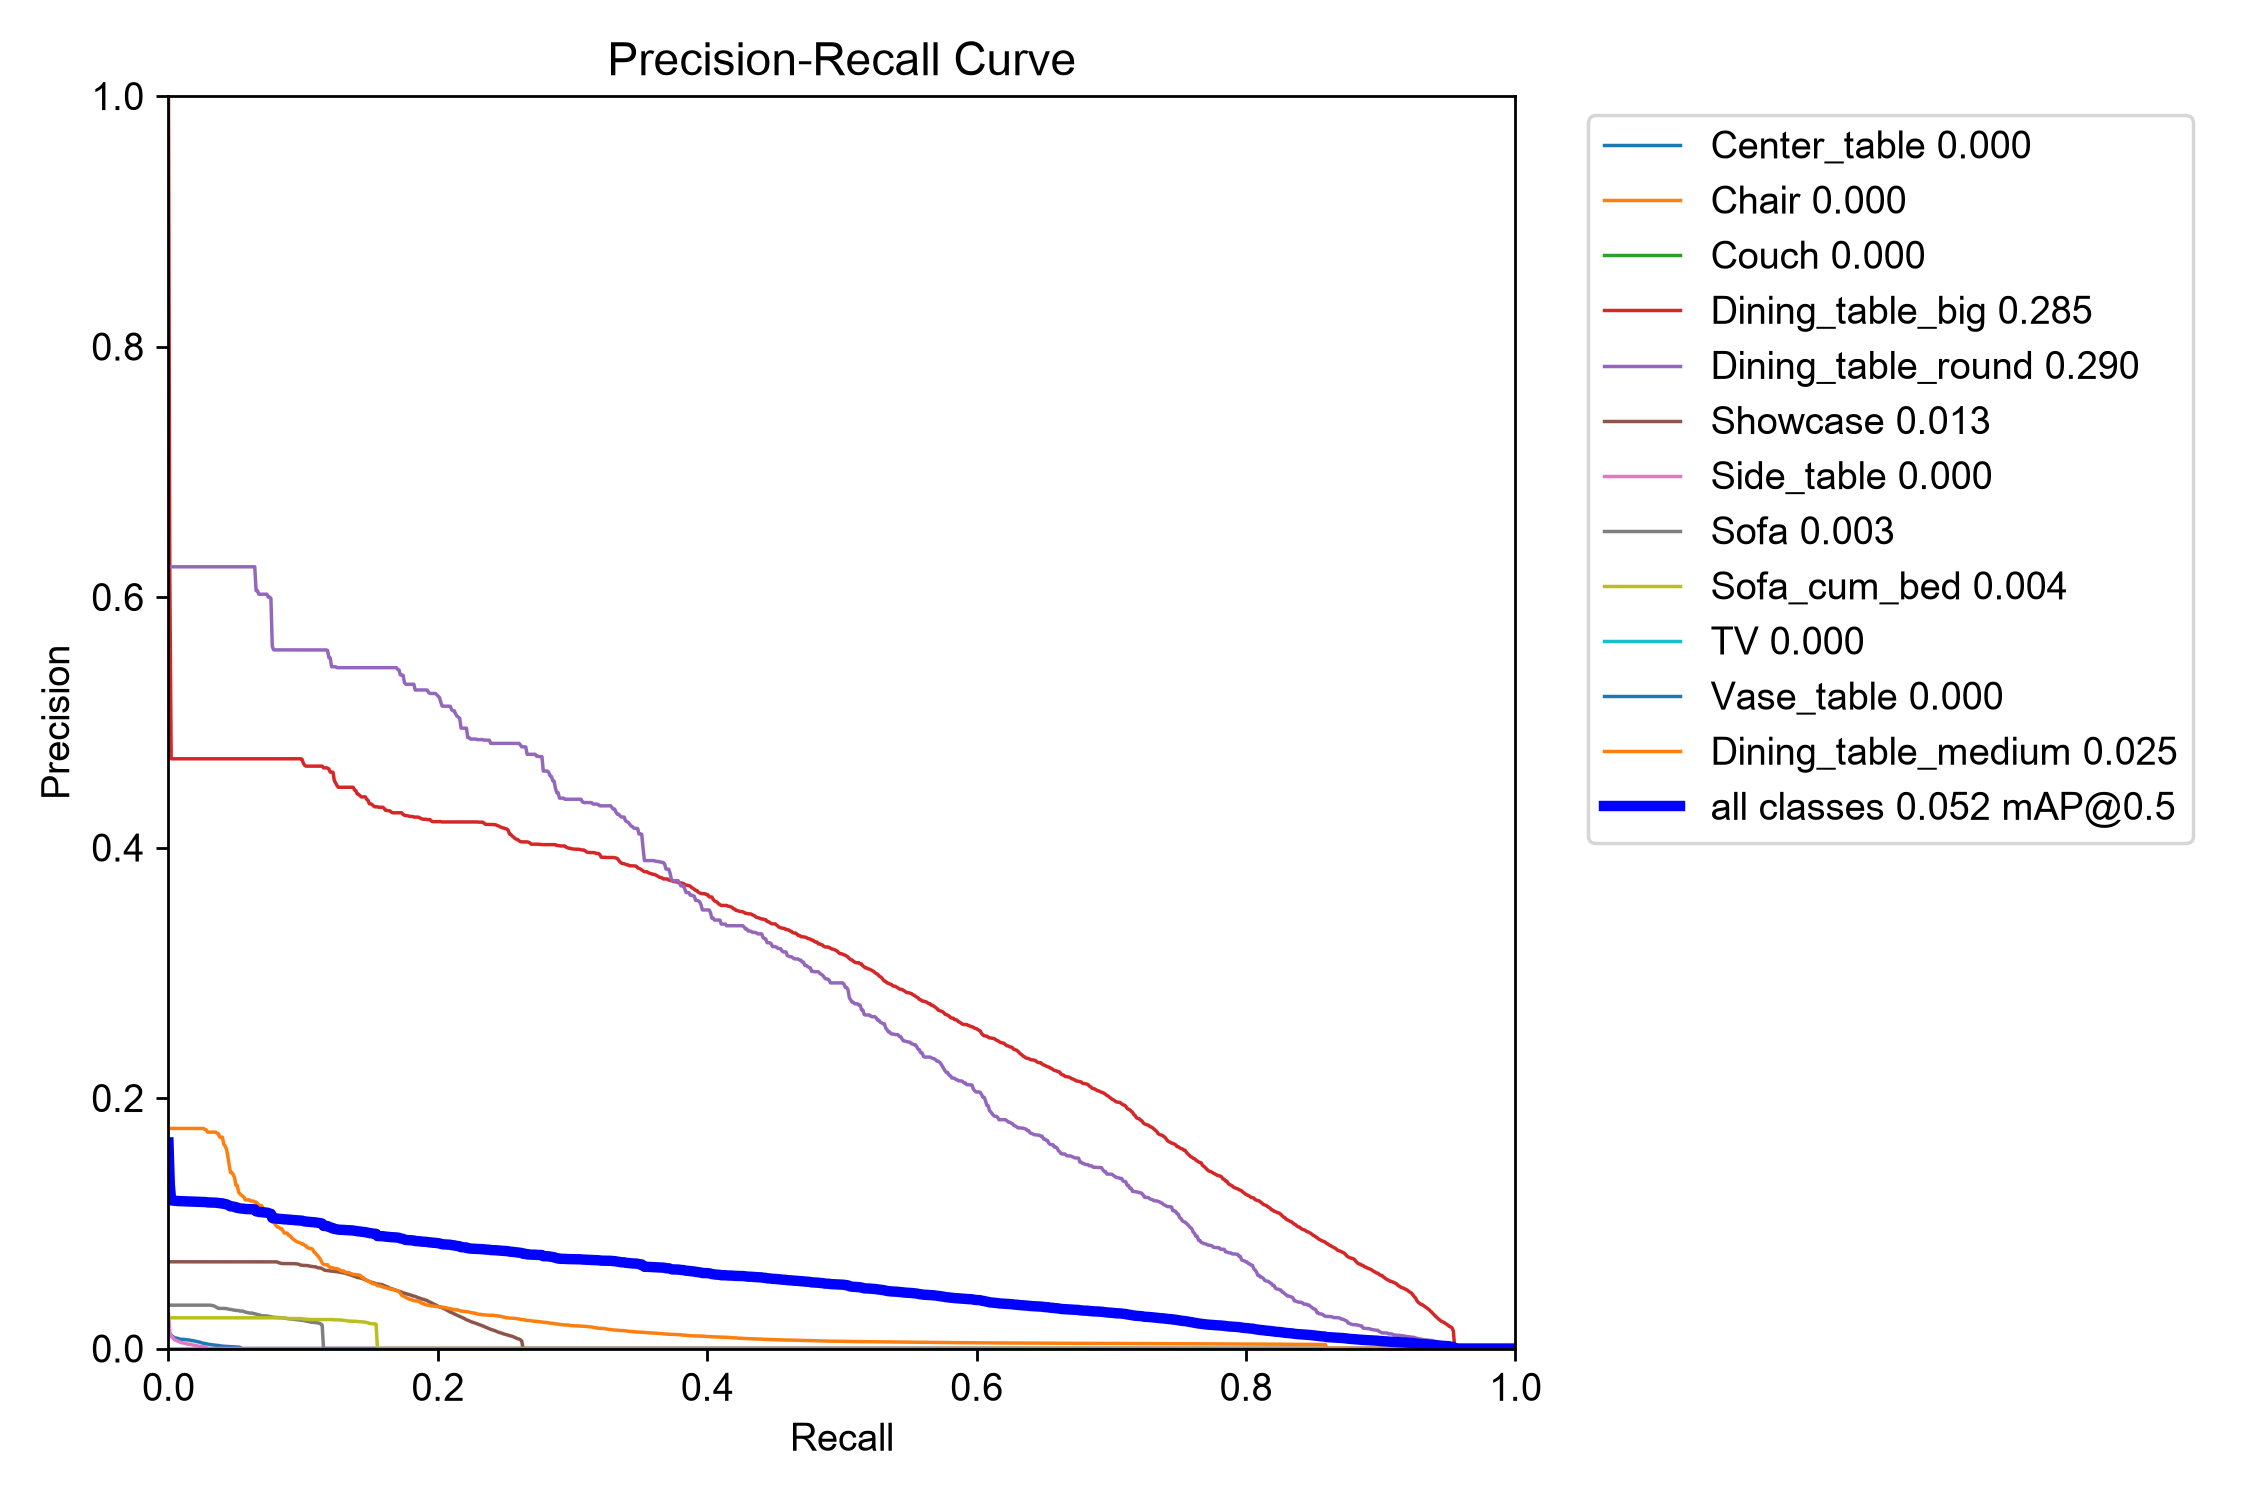 Precision-Recall Curve
1.0
0.8
0.6
0.4
0.2
0.0
Precision
0.0 0.2 0.4 0.6 0.8 1.0
Recall
Center_table 0.000
Chair 0.000
Couch 0.000
Dining_table_big 0.285
Dining_table_round 0.290
Showcase 0.013
Side_table 0.000
Sofa 0.003
Sofa_cum_bed 0.004
TV 0.000
Vase_table 0.000
Dining_table_medium 0.025
all classes 0.052 mAP@0.5